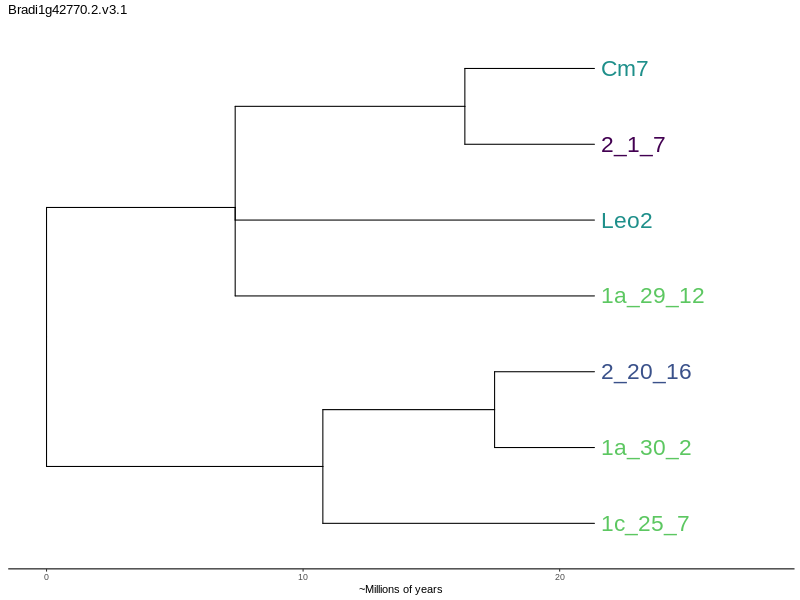 Bradi1g42770.2.v3.1
Cm7
2_1_7
Leo2
1a_29_12
2_20_16
1a_30_2
1c_25_7
0 10 20
~Millions of years